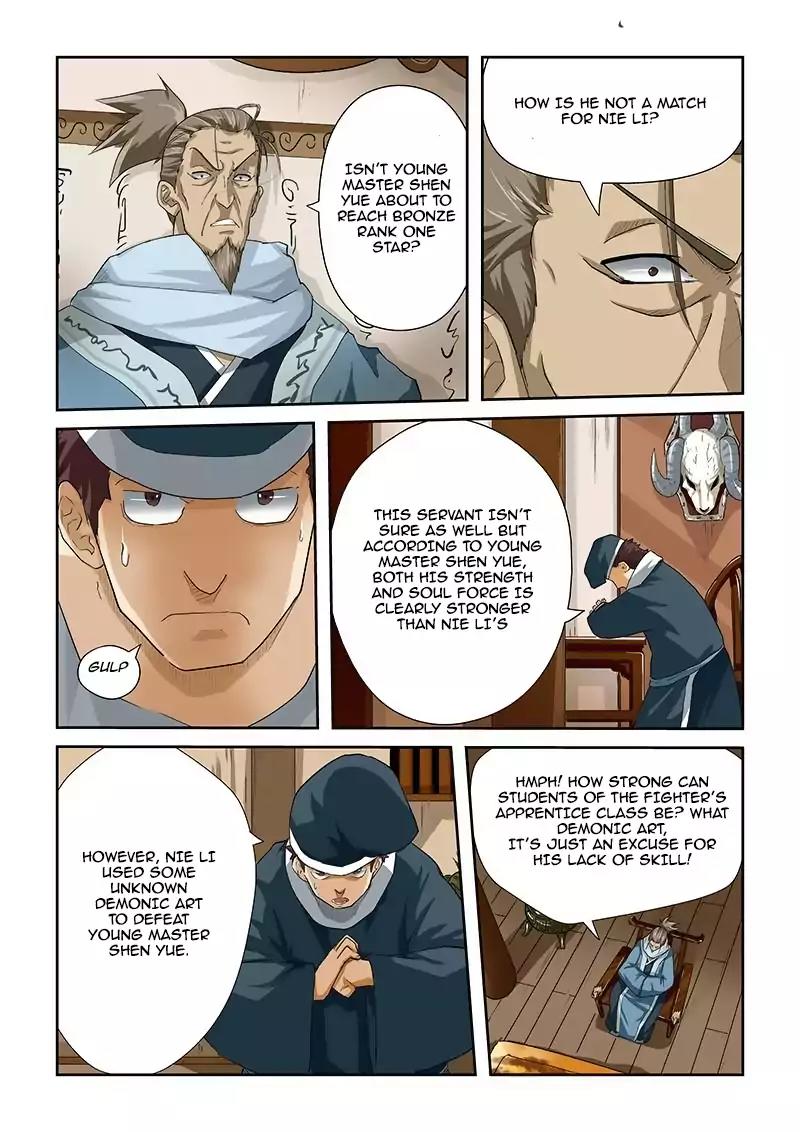 ISN'T YOUNG
MASTER SHEN
YUE ABOUT TO
REACH BRONZE
RANK ONE
STAR?
HOW IS HE NOT A MATCH
FOR NIE LI?
GULP
THIS SERVANT ISN'T
SURE AS WELL BUT
ACCORDING TO YOUNG
MASTER SHEN YUE,
BOTH HIS STRENGTH
AND SOUL FORCE IS
CLEARLY STRONGER
THAN NIE LI'S
HOWEVER, NIE LI
USED SOME
UNKNOWN
DEMONIC ART
TO DEFEAT
YOUNG MASTER
SHEN YUE.
HMPH! HOW STRONG CAN
STUDENTS OF THE FIGHTER'S
APPRENTICE CLASS BE? WHAT
DEMONIC ART,
IT'S JUST AN EXCUSE FOR
HIS LACK OF SKILL!